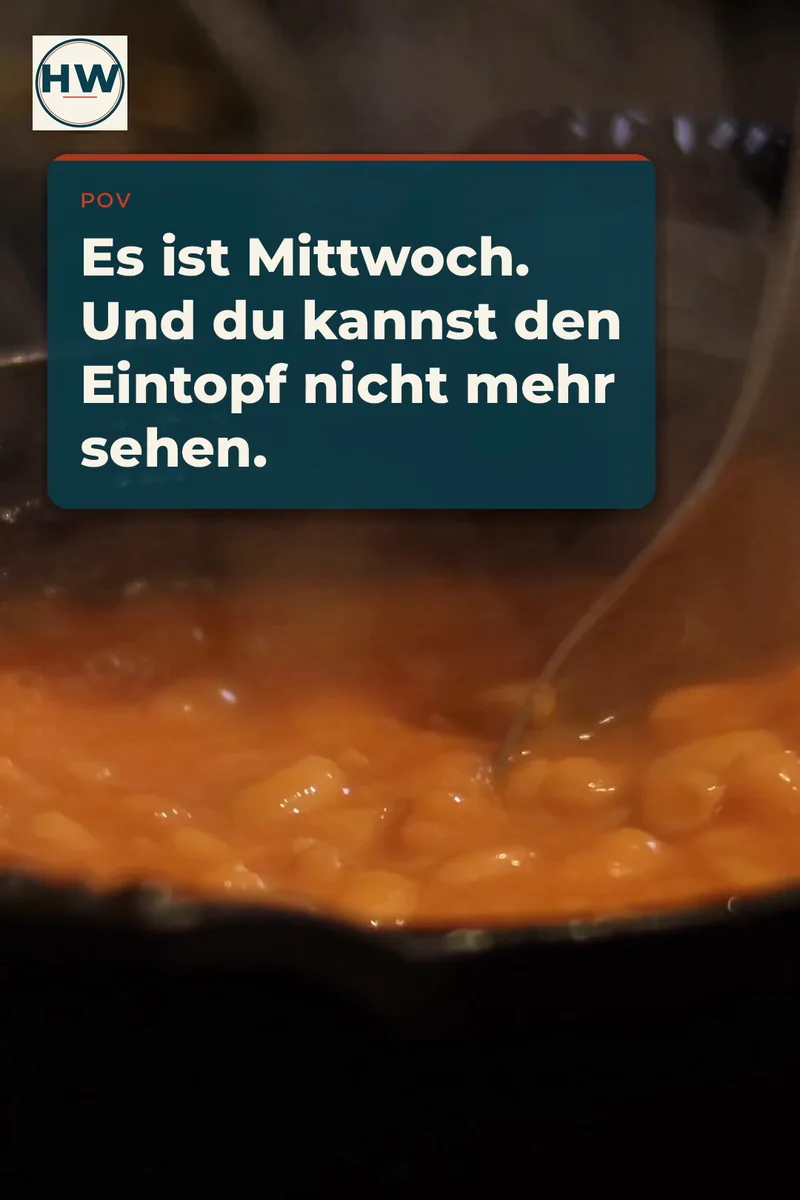 HW
POV
Es ist Mittwoch.
Und du kannst den
Eintopf nicht mehr
sehen.